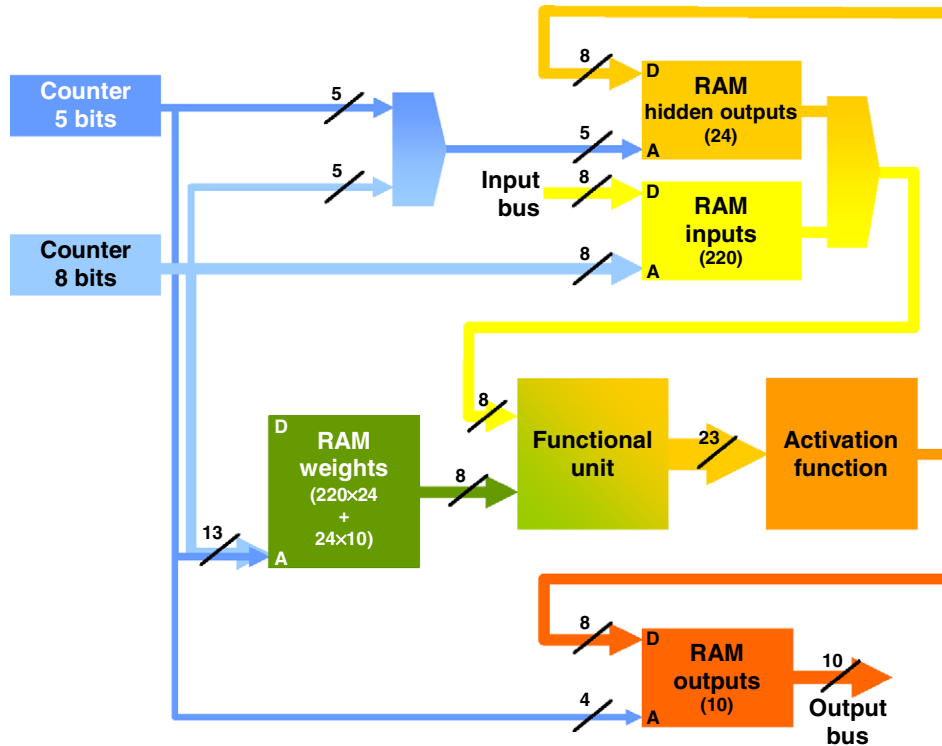 Counter
5 bits
5
5
Counter
8 bits
8
D
RAM
hidden outputs
(24)
5
A
Input
bus
8
D
RAM
inputs
(220)
8
A
D
RAM
weights
(220×24
+
24×10)
13
A
8
8
Functional
unit
23
Activation
function
8
D
RAM
outputs
(10)
4
A
10
Output
bus